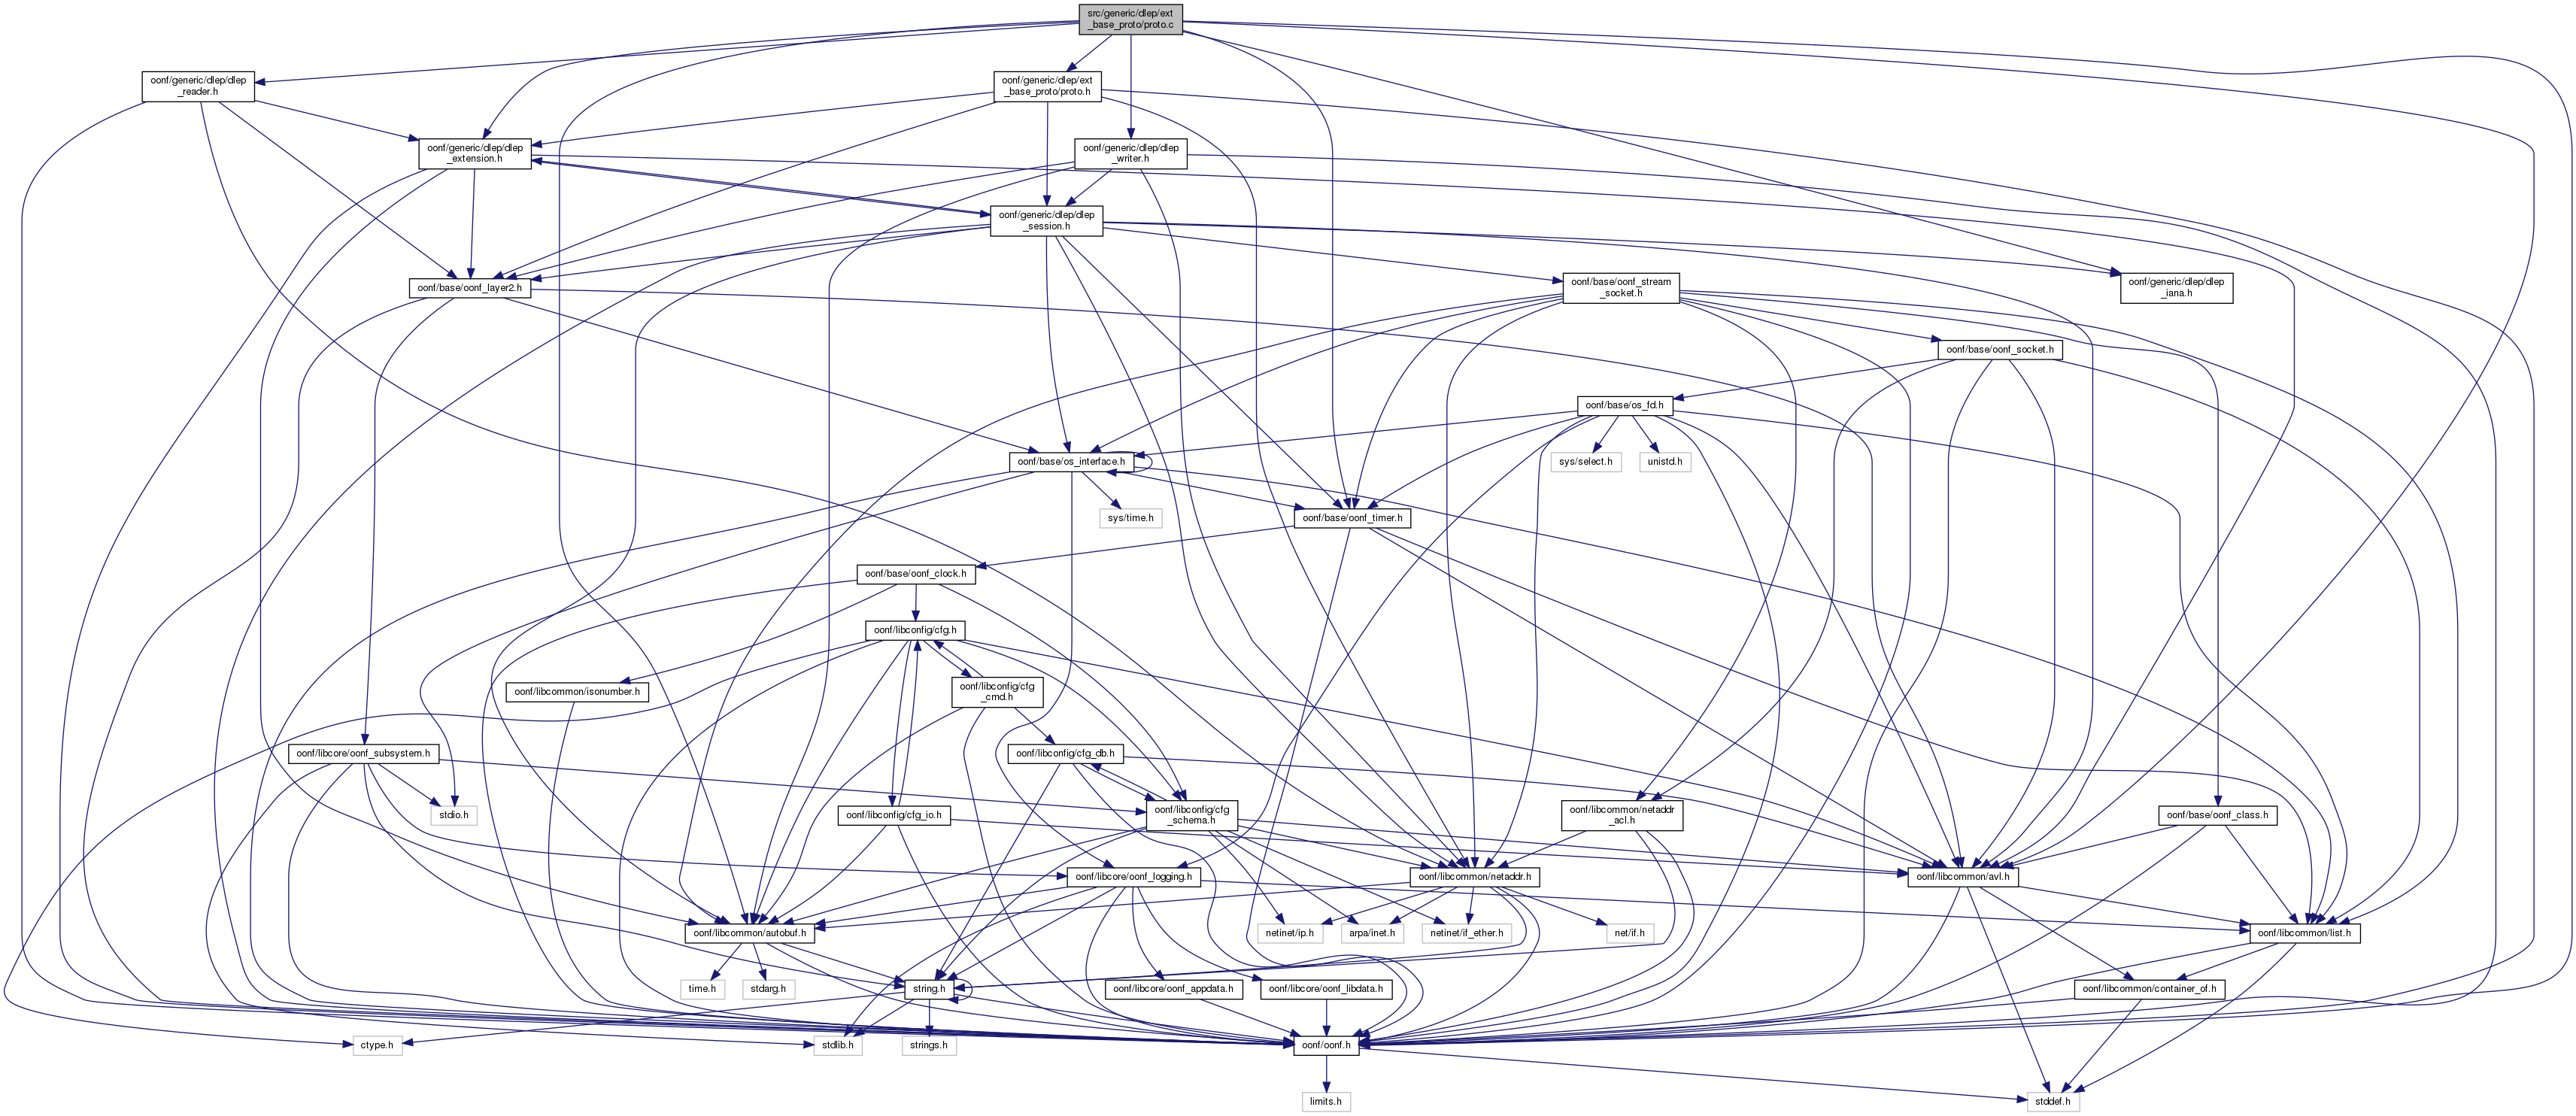 src/generic/dlep/ext
_base_proto/proto.c
oonf/generic/dlep/dlep
_reader.h
oonf/generic/dlep/ext
_base_proto/proto.h
oonf/generic/dlep/dlep
_extension.h
oonf/generic/dlep/dlep
_writer.h
oonf/generic/dlep/dlep
_session.h
oonf/base/oonf_layer2.h
oonf/base/oonf_stream
_socket.h
oonf/generic/dlep/dlep
_iana.h
oonf/base/oonf_socket.h
oonf/base/os_fd.h
oonf/base/os_interface.h
sys/select.h
unistd.h
sys/time.h
oonf/base/oonf_timer.h
oonf/base/oonf_clock.h
oonf/libconfig/cfg.h
oonf/libcommon/isonumber.h
oonf/libconfig/cfg
_cmd.h
oonf/libcore/oonf_subsystem.h
oonf/libconfig/cfg_db.h
stdio.h
oonf/libconfig/cfg_io.h
oonf/libconfig/cfg
_schema.h
oonf/libcommon/netaddr
_acl.h
oonf/base/oonf_class.h
oonf/libcore/oonf_logging.h
oonf/libcommon/netaddr.h
oonf/libcommon/avl.h
oonf/libcommon/autobuf.h
netinet/ip.h
arpa/inet.h
netinet/if_ether.h
net/if.h
oonf/libcommon/list.h
time.h
stdarg.h
string.h
oonf/libcore/oonf_appdata.h
oonf/libcore/oonf_libdata.h
oonf/libcommon/container_of.h
ctype.h
stdlib.h
strings.h
oonf/oonf.h
limits.h
stddef.h